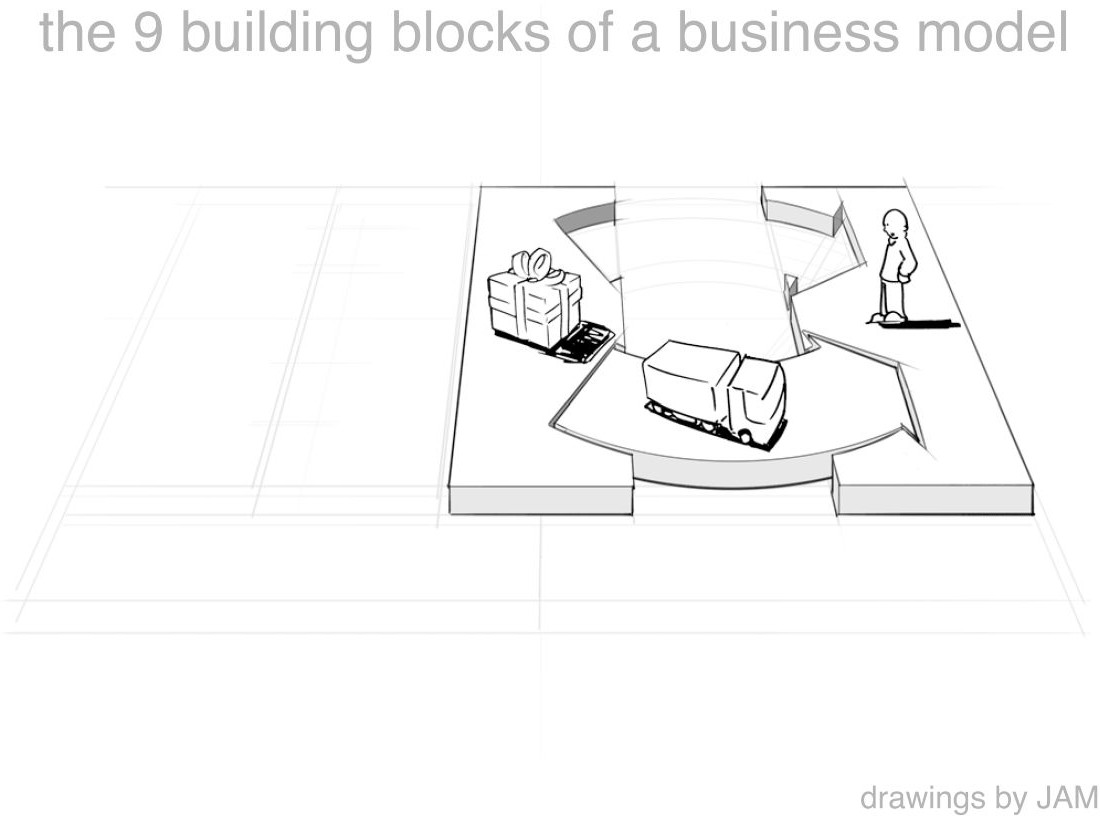 the 9 building blocks of a business model
drawings by JAM